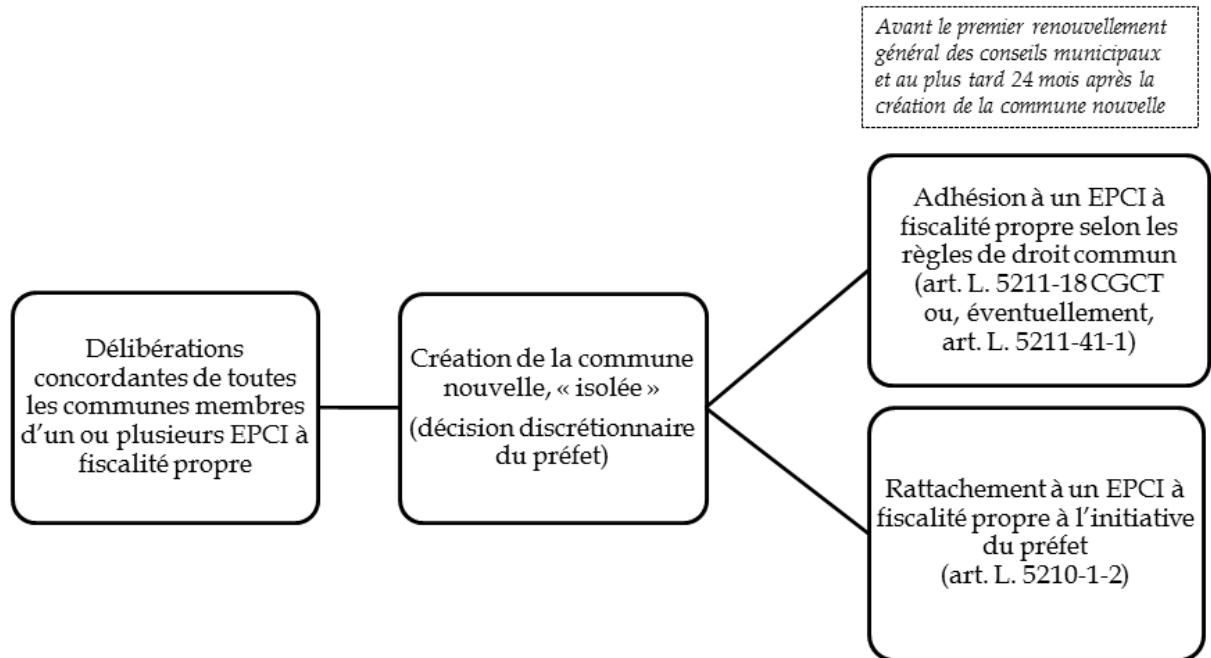 Avant le premier renouvellement
général des conseils municipaux
et au plus tard 24 mois après la
création de la commune nouvelle
Délibérations
concordantes de toutes
les communes membres
d’un ou plusieurs EPCI à
fiscalité propre
Création de la commune
nouvelle, « isolée »
(décision discrétionnaire
du préfet)
Adhésion à un EPCI à
fiscalité propre selon les
règles de droit commun
(art. L. 5211-18 CGCT
ou, éventuellement,
art. L. 5211-41-1)
Rattachement à un EPCI à
fiscalité propre à l’initiative
du préfet
(art. L. 5210-1-2)